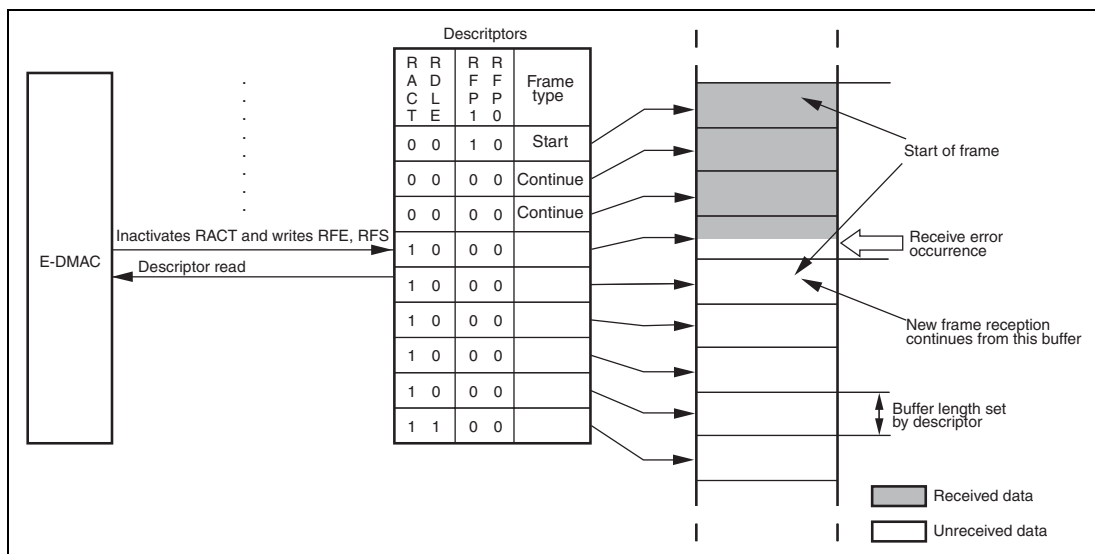 Descritptors
R R R R
A D F F
C L P P
T E 1 0
Frame
type
0 0 1 0 Start
0 0 0 0 Continue
0 0 0 0 Continue
1 0 0 0
1 0 0 0
1 0 0 0
1 0 0 0
1 0 0 0
1 1 0 0
E-DMAC
Inactivates RACT and writes RFE, RFS
Descriptor read
Start of frame
Receive error
occurrence
New frame reception
continues from this buffer
Buffer length set
by descriptor
Received data
Unreceived data